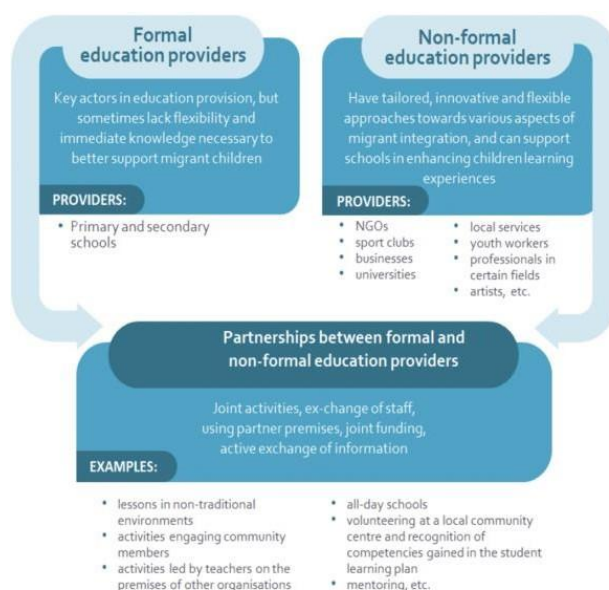 Formal
education providers
Key actors in education provision, but
sometimes lack flexibility and
immediate knowledge necessary to
better support migrant children
PROVIDERS:
• Primary and secondary
schools
Non-formal
education providers
Have tailored, innovative and flexible
approaches towards various aspects of
migrant integration, and can support
schools in enhancing children learning
experiences
PROVIDERS:
• NGOs
• sport clubs
• businesses
• universities
• local services
• youth workers
• professionals in
certain fields
• artists, etc.
Partnerships between formal and
non-formal education providers
Joint activities, ex-change of staff,
using partner premises, joint funding,
active exchange of information
EXAMPLES:
• lessons in non-traditional
environments
• activities engaging community
members
• activities led by teachers on the
premises of other organisations
• all-day schools
• volunteering at a local community
centre and recognition of
competencies gained in the student
learning plan
• mentoring, etc.